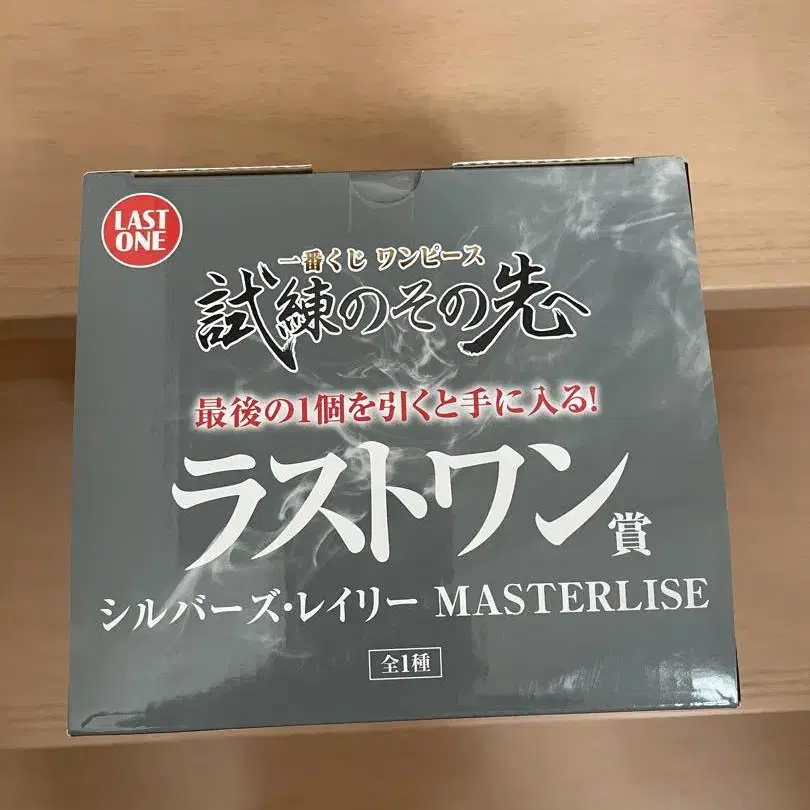 LAST
ONE
一番くじ ワンピース
試練のその先へ
最後の1個を引くと手に入る!
ラストワン賞
シルバーズ・レイリー MASTERLISE
全1種